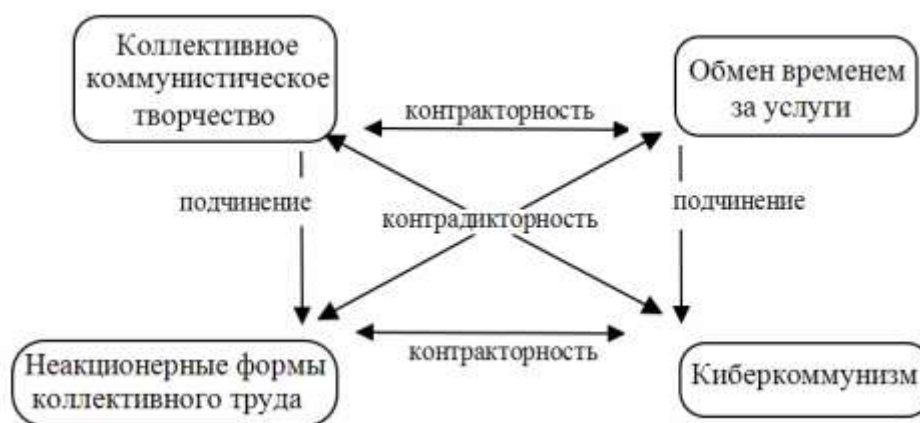 Коллективное
коммунистическое
творчество
Обмен временем
за услуги
контракторность
подчинение
контрадикторность
подчинение
контракторность
Неакционерные формы
коллективного труда
Киберкоммунизм